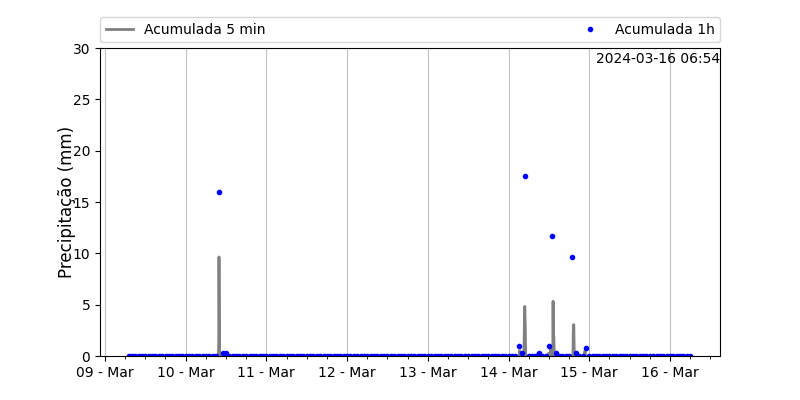 Acumulada 5 min
Acumulada 1h
2024-03-16 06:54
Precipitação (mm)
30
25
20
15
10
5
0
09 - Mar
10 - Mar
11 - Mar
12 - Mar
13 - Mar
14 - Mar
15 - Mar
16 - Mar